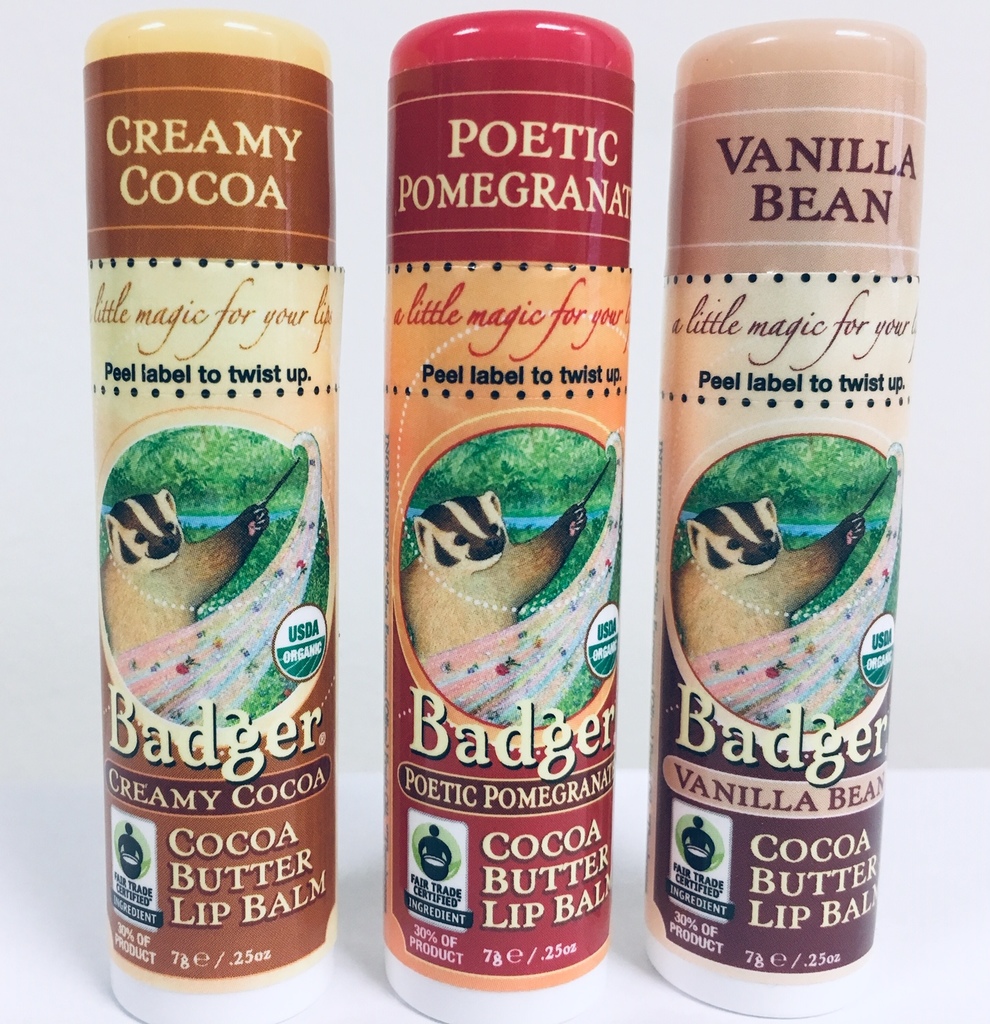 CREAMY
COCOA
a little magic for your lips
Peel label to twist up.
USDA
ORGANIC
Badger®
CREAMY COCOA
FAIR TRADE
CERTIFIED
INGREDIENT
30% OF
PRODUCT
COCOA
BUTTER
LIP BALM
7g ℮ / .25oz
POETIC
POMEGRANAT
a little magic for your l
Peel label to twist up.
USDA
ORGANIC
Badger
POETIC POMEGRANAT
FAIR TRADE
CERTIFIED
INGREDIENT
30% OF
PRODUCT
COCOA
BUTTER
LIP BALM
7g ℮ / .25oz
VANILLA
BEAN
a little magic for your l
Peel label to twist up.
USDA
ORGANIC
Badger
VANILLA BEAN
FAIR TRADE
CERTIFIED
INGREDIENT
30% OF
PRODUCT
COCOA
BUTTER
LIP BALM
7g ℮ / .25oz